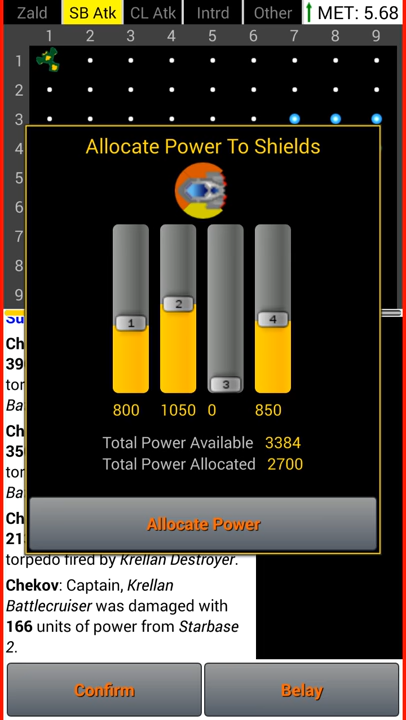 Zald SB Atk CL Atk Intrd Other MET: 5.68
1 2 3 4 5 6 7 8 9
1
2
3
4
5
6
7
8
9
Allocate Power To Shields
1 2 3 4
800 1050 0 850
Total Power Available 3384
Total Power Allocated 2700
Allocate Power
torpedo fired by Krellan Destroyer.
Chekov: Captain, Krellan
Battlecruiser was damaged with
166 units of power from Starbase
2.
Confirm Belay